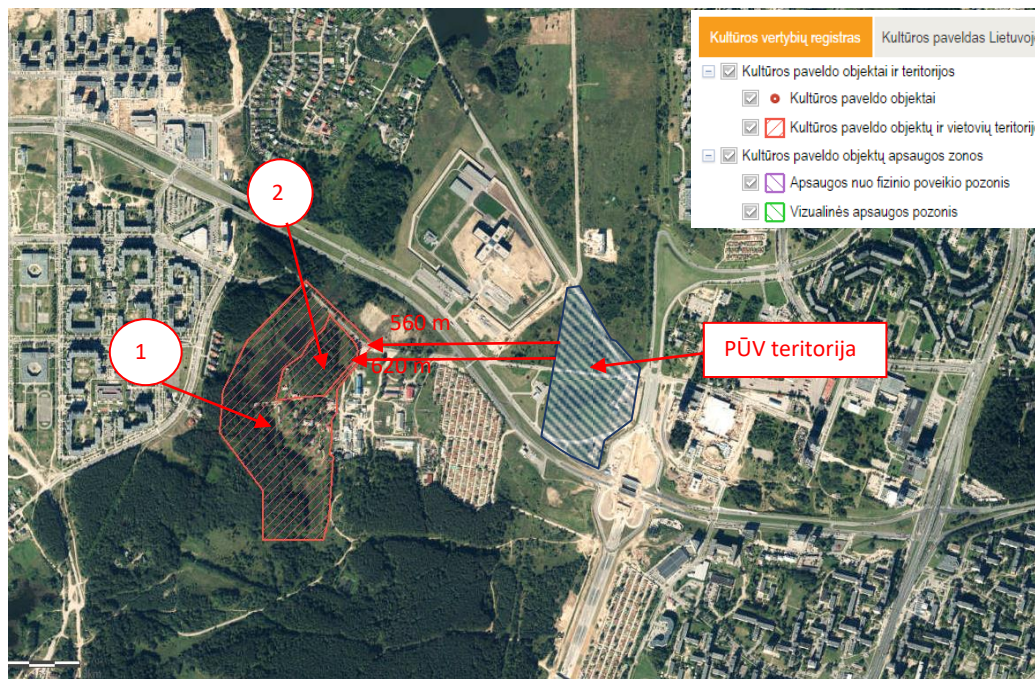 Kultūros vertybių registras
Kultūros paveldas Lietuvoje
Kultūros paveldo objektai ir teritorijos
Kultūros paveldo objektai
Kultūros paveldo objektų ir vietovių teritorij
Kultūros paveldo objektų apsaugos zonos
Apsaugos nuo fizinio poveikio pozonis
Vizualinės apsaugos pozonis
2
560 m
1
620 m
PŪV teritorija